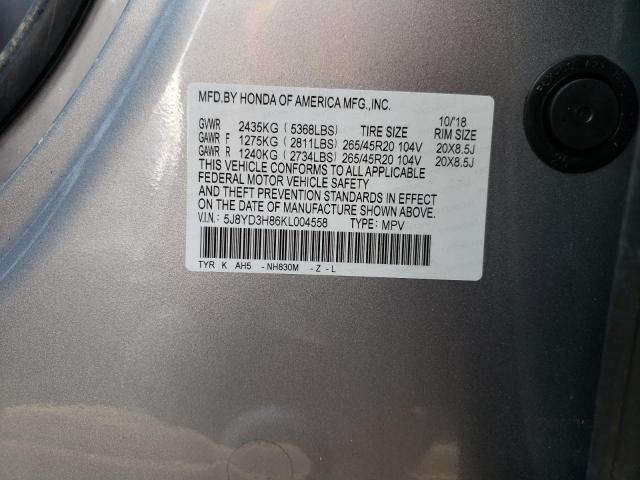 MFD.BY HONDA OF AMERICA MFG.,INC. 10/18
GVWR 2435KG ( 5368LBS) TIRE SIZE RIM SIZE
GAWR F 1275KG ( 2811LBS) 265/45R20 104V 20X8.5J
GAWR R 1240KG ( 2734LBS) 265/45R20 104V 20X8.5J
THIS VEHICLE CONFORMS TO ALL APPLICABLE
FEDERAL MOTOR VEHICLE SAFETY
AND THEFT PREVENTION STANDARDS IN EFFECT
ON THE DATE OF MANUFACTURE SHOWN ABOVE.
V.I.N.: 5J8YD3H86KL004558 TYPE: MPV
TYR K AH5 -NH830M -Z -L